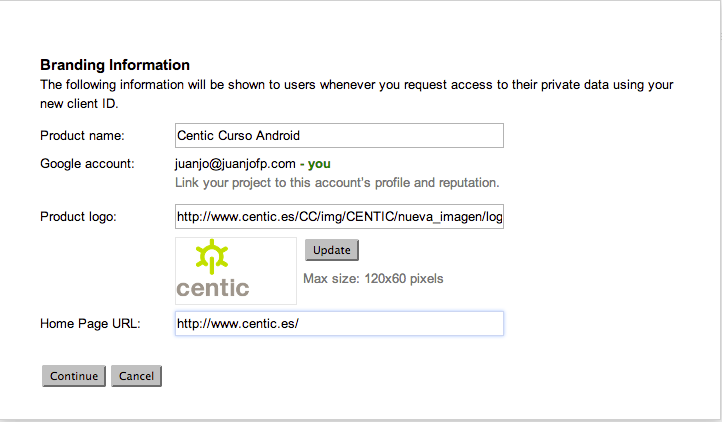 Branding Information
The following information will be shown to users whenever you request access to their private data using your
new client ID.
Product name: Centic Curso Android
Google account: juanjo@juanjofp.com - you
Link your project to this account's profile and reputation.
Product logo: http://www.centic.es/CC/img/CENTIC/nueva_imagen/log
Update
centic
Max size: 120x60 pixels
Home Page URL: http://www.centic.es/
Continue Cancel